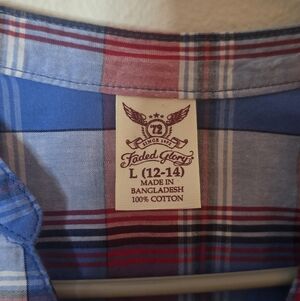 72
SINCE 1972
Faded Glory
L (12-14)
MADE IN
BANGLADESH
100% COTTON